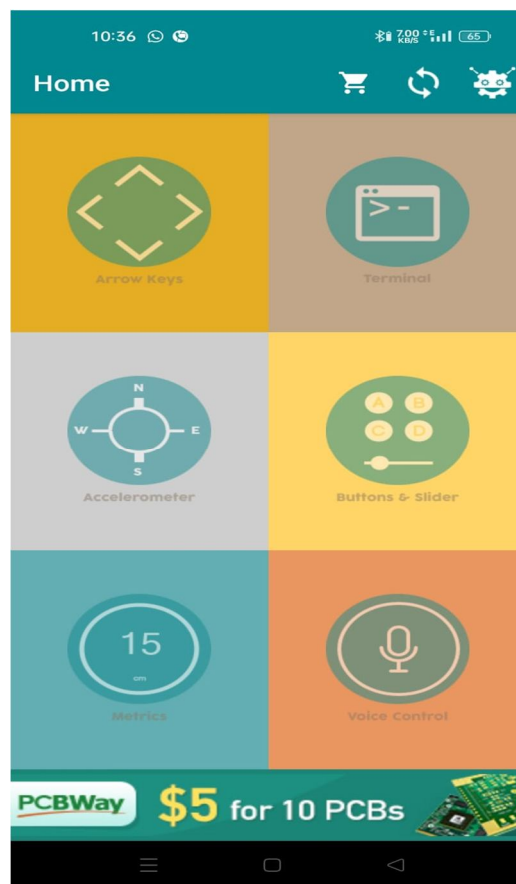 10:36 7.00 KB/S 65
Home
Arrow Keys
Terminal
N
W E
S
Accelerometer
A B
C D
Buttons & Slider
15
cm
Metrics
Voice Control
PCBWay $5 for 10 PCBs